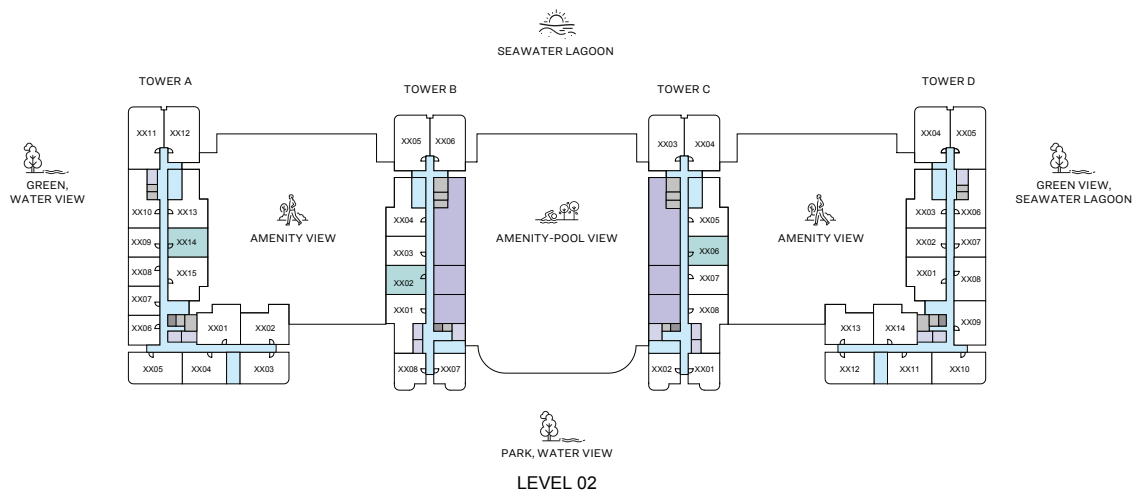 SEAWATER LAGOON
TOWER A
TOWER B
TOWER C
TOWER D
XX11
XX12
XX05
XX06
XX03
XX04
XX04
XX05
GREEN,
WATER VIEW
GREEN VIEW,
SEAWATER LAGOON
XX10
XX13
XX04
XX05
XX03
XX06
AMENITY VIEW
AMENITY-POOL VIEW
AMENITY VIEW
XX09
XX14
XX03
XX06
XX02
XX07
XX08
XX15
XX02
XX07
XX01
XX08
XX07
XX01
XX08
XX06
XX01
XX02
XX13
XX14
XX09
XX05
XX04
XX03
XX08
XX07
XX02
XX01
XX12
XX11
XX10
PARK, WATER VIEW
LEVEL 02